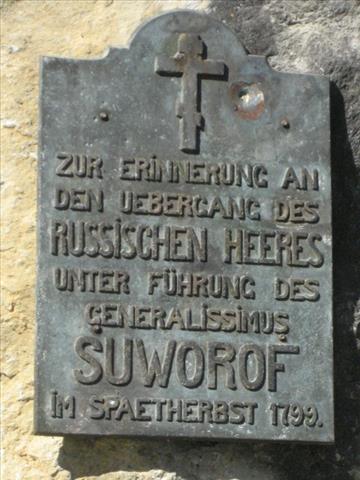 ZUR ERINNERUNG AN
DEN UEBERGANG DES
RUSSISCHEN HEERES
UNTER FÜHRUNG DES
GENERALISSIMUS
SUWOROF
IM SPAETHERBST 1799.